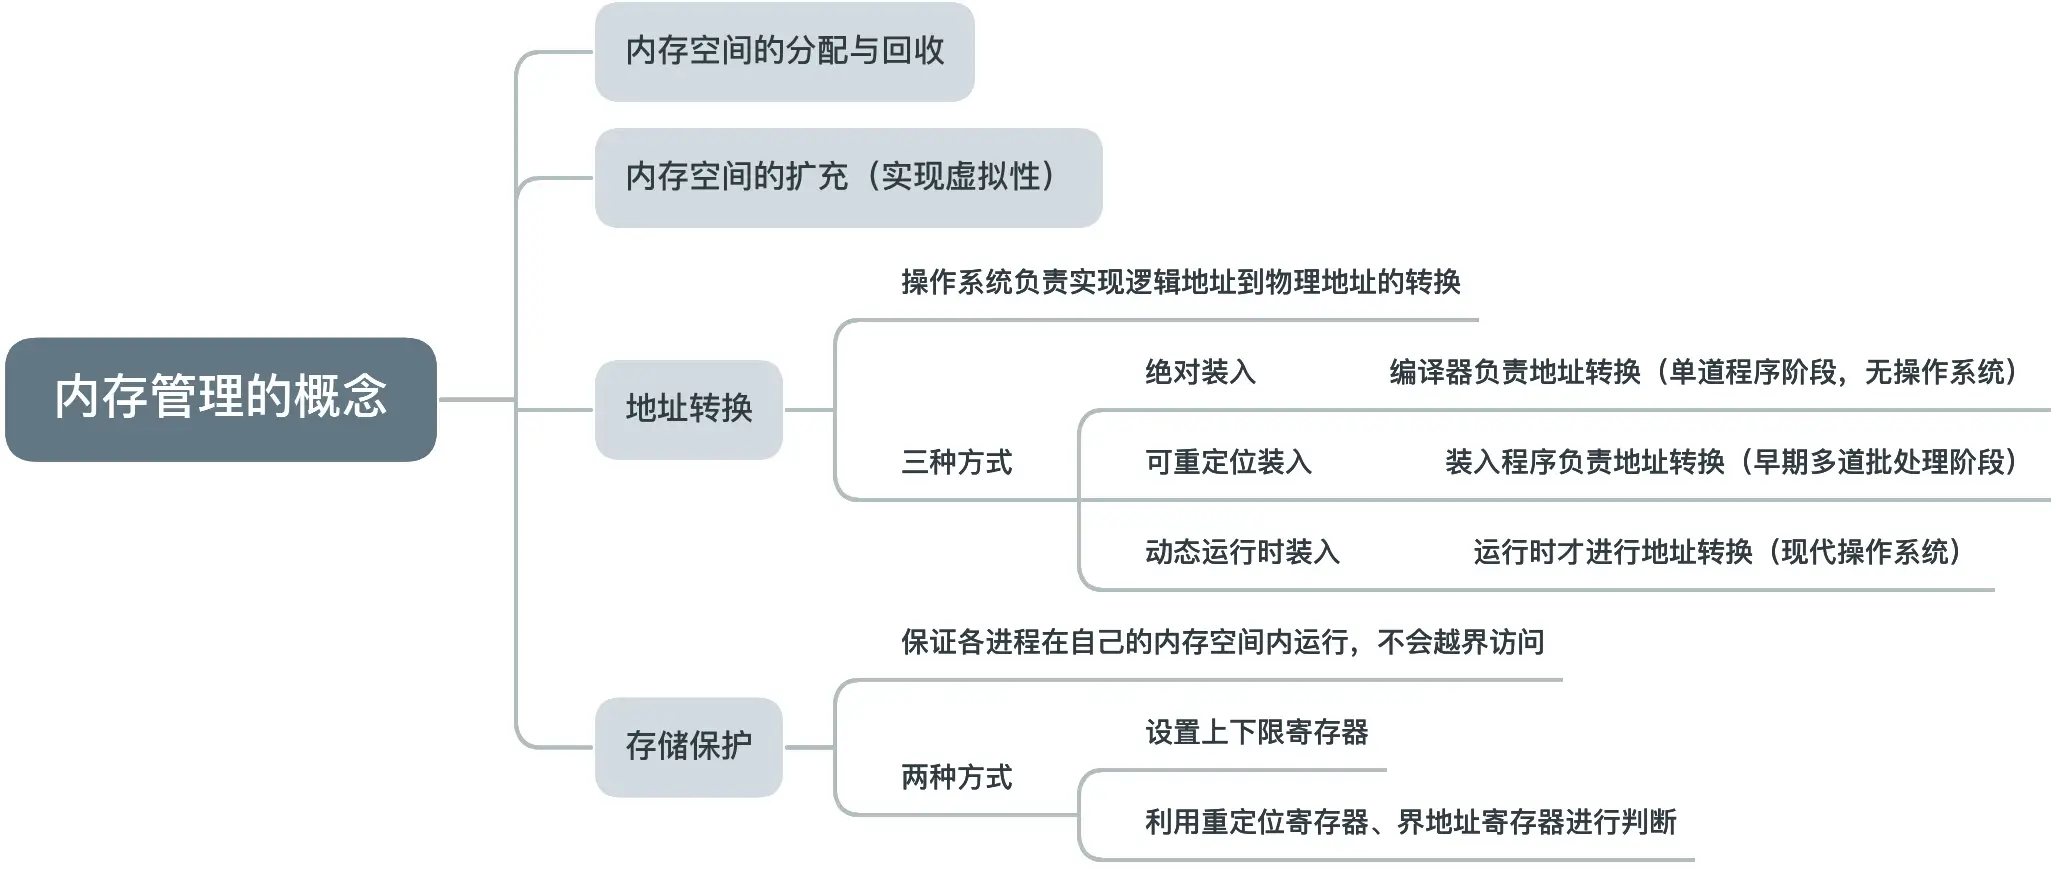 内存管理的概念
内存空间的分配与回收
内存空间的扩充（实现虚拟性）
地址转换
操作系统负责实现逻辑地址到物理地址的转换
三种方式
绝对装入 编译器负责地址转换（单道程序阶段，无操作系统）
可重定位装入 装入程序负责地址转换（早期多道批处理阶段）
动态运行时装入 运行时才进行地址转换（现代操作系统）
存储保护
保证各进程在自己的内存空间内运行，不会越界访问
两种方式
设置上下限寄存器
利用重定位寄存器、界地址寄存器进行判断